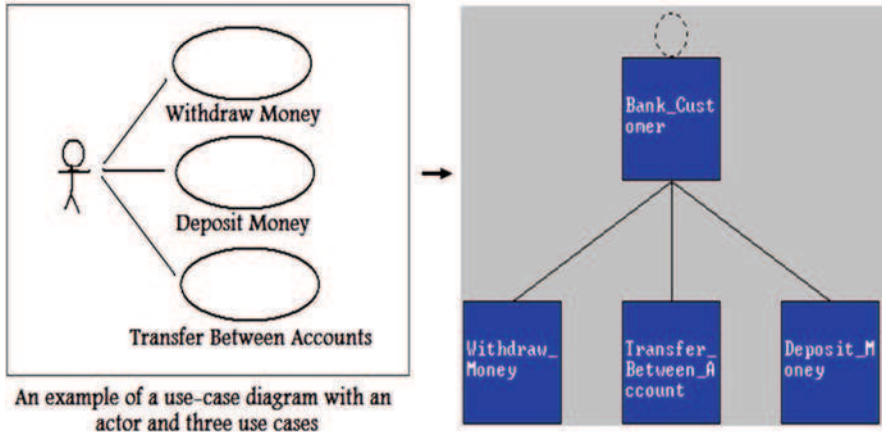 Withdraw Money
Deposit Money
Transfer Between Accounts
An example of a use-case diagram with an
actor and three use cases
Bank_Cust
omer
Withdraw_
Money
Transfer_
Between_A
ccount
Deposit_M
oney